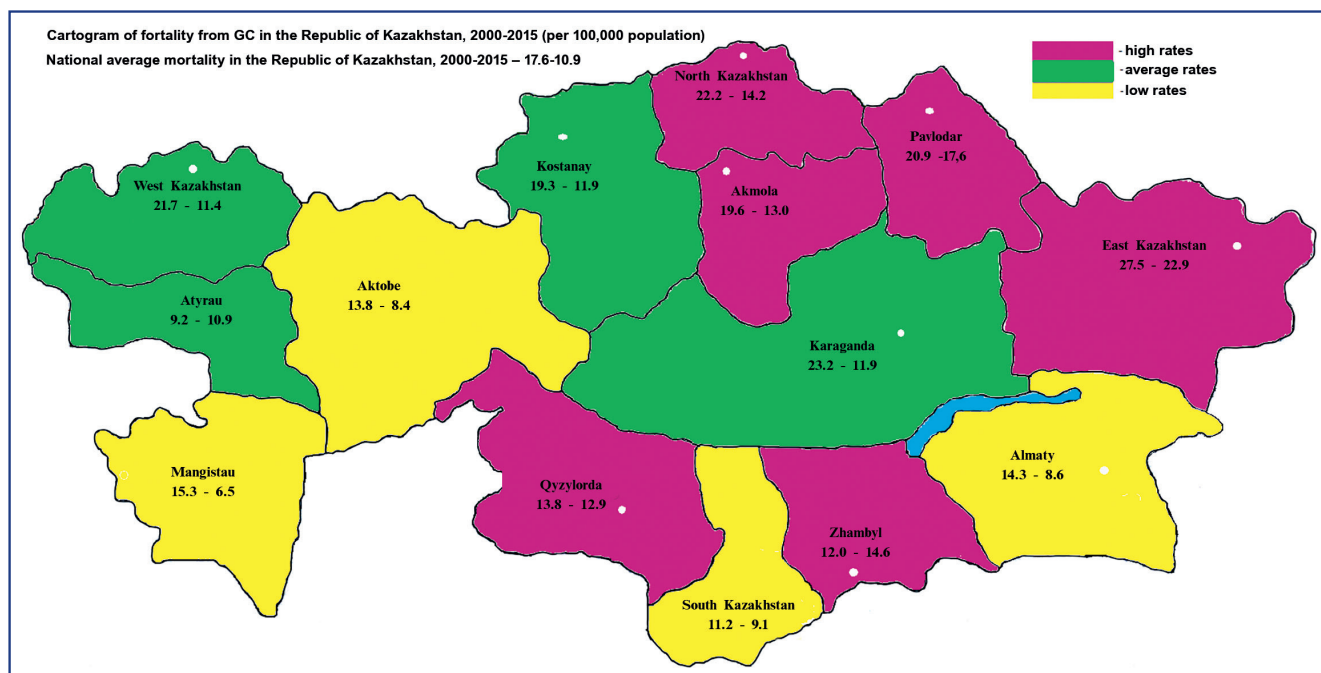 Cartogram of fortality from GC in the Republic of Kazakhstan, 2000-2015 (per 100,000 population)
National average mortality in the Republic of Kazakhstan, 2000-2015 – 17.6-10.9
- high rates
- average rates
- low rates
North Kazakhstan
22.2 - 14.2
Pavlodar
20.9 -17,6
Kostanay
19.3 - 11.9
Akmola
19.6 - 13.0
West Kazakhstan
21.7 - 11.4
East Kazakhstan
27.5 - 22.9
Aktobe
13.8 - 8.4
Atyrau
9.2 - 10.9
Karaganda
23.2 - 11.9
Almaty
14.3 - 8.6
Mangistau
15.3 - 6.5
Qyzylorda
13.8 - 12.9
Zhambyl
12.0 - 14.6
South Kazakhstan
11.2 - 9.1